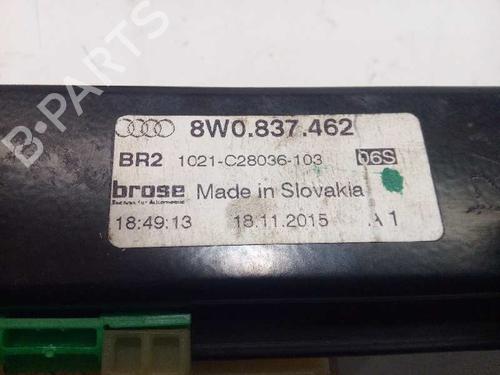 8W0.837.462
BR2 1021-C28036-103 06S
brose Made in Slovakia
18:49:13 18.11.2015 A1